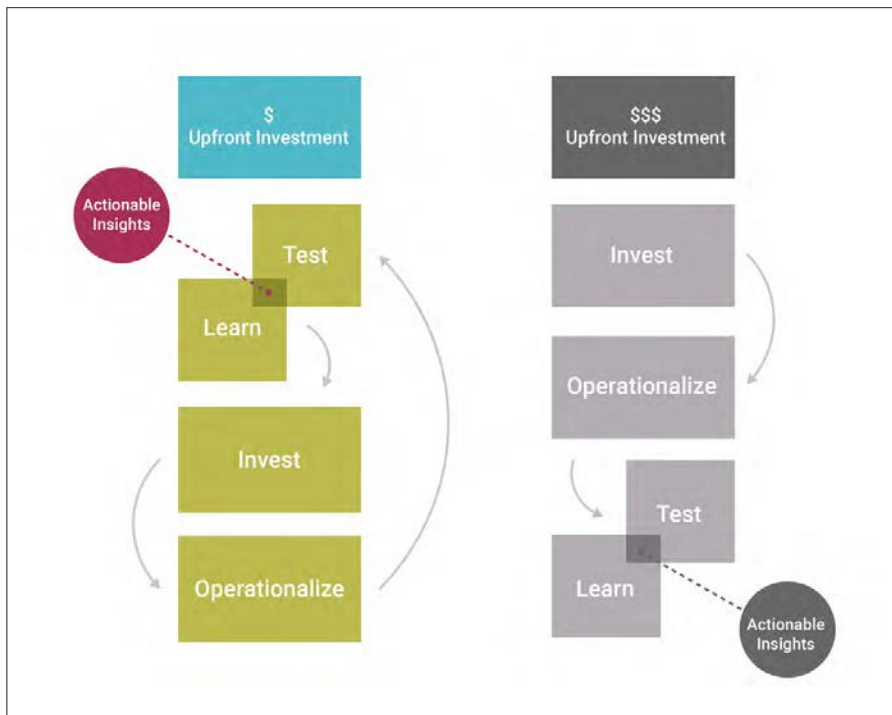 $
Upfront Investment
Actionable
Insights
Test
Learn
Invest
Operationalize
$$$
Upfront Investment
Invest
Operationalize
Test
Learn
Actionable
Insights